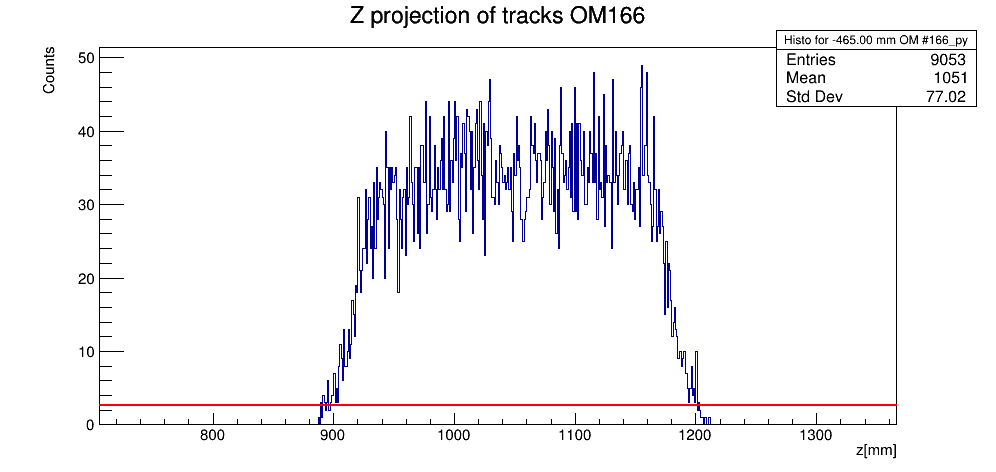 Z projection of tracks OM166
Histo for -465.00 mm OM #166_py
Entries 9053
Mean 1051
Std Dev 77.02
Counts
50
40
30
20
10
0
800 900 1000 1100 1200 1300
z[mm]